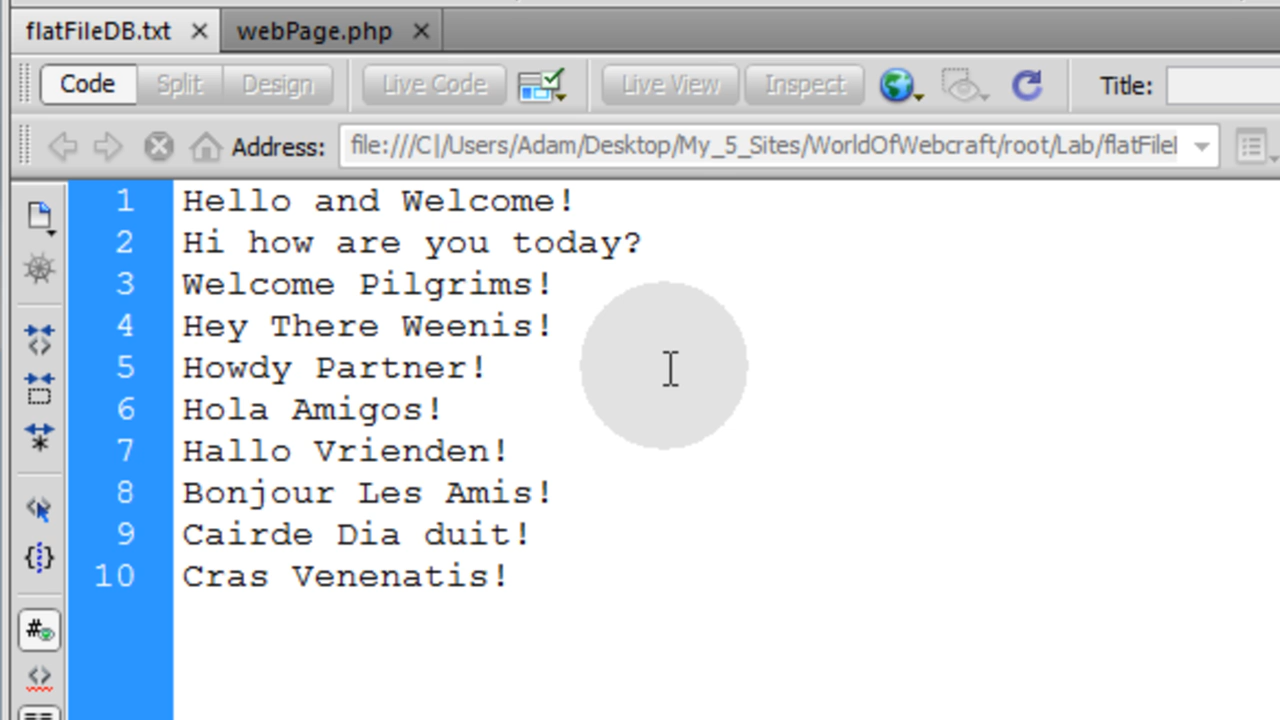 flatFileDB.txt × webPage.php ×
Code Split Design Live Code Live View Inspect Title:
Address: file:///C|/Users/Adam/Desktop/My_5_Sites/WorldOfWebcraft/root/Lab/flatFileI
1 Hello and Welcome!
2 Hi how are you today?
3 Welcome Pilgrims!
4 Hey There Weenis!
5 Howdy Partner!
6 Hola Amigos!
7 Hallo Vrienden!
8 Bonjour Les Amis!
9 Cairde Dia duit!
10 Cras Venenatis!